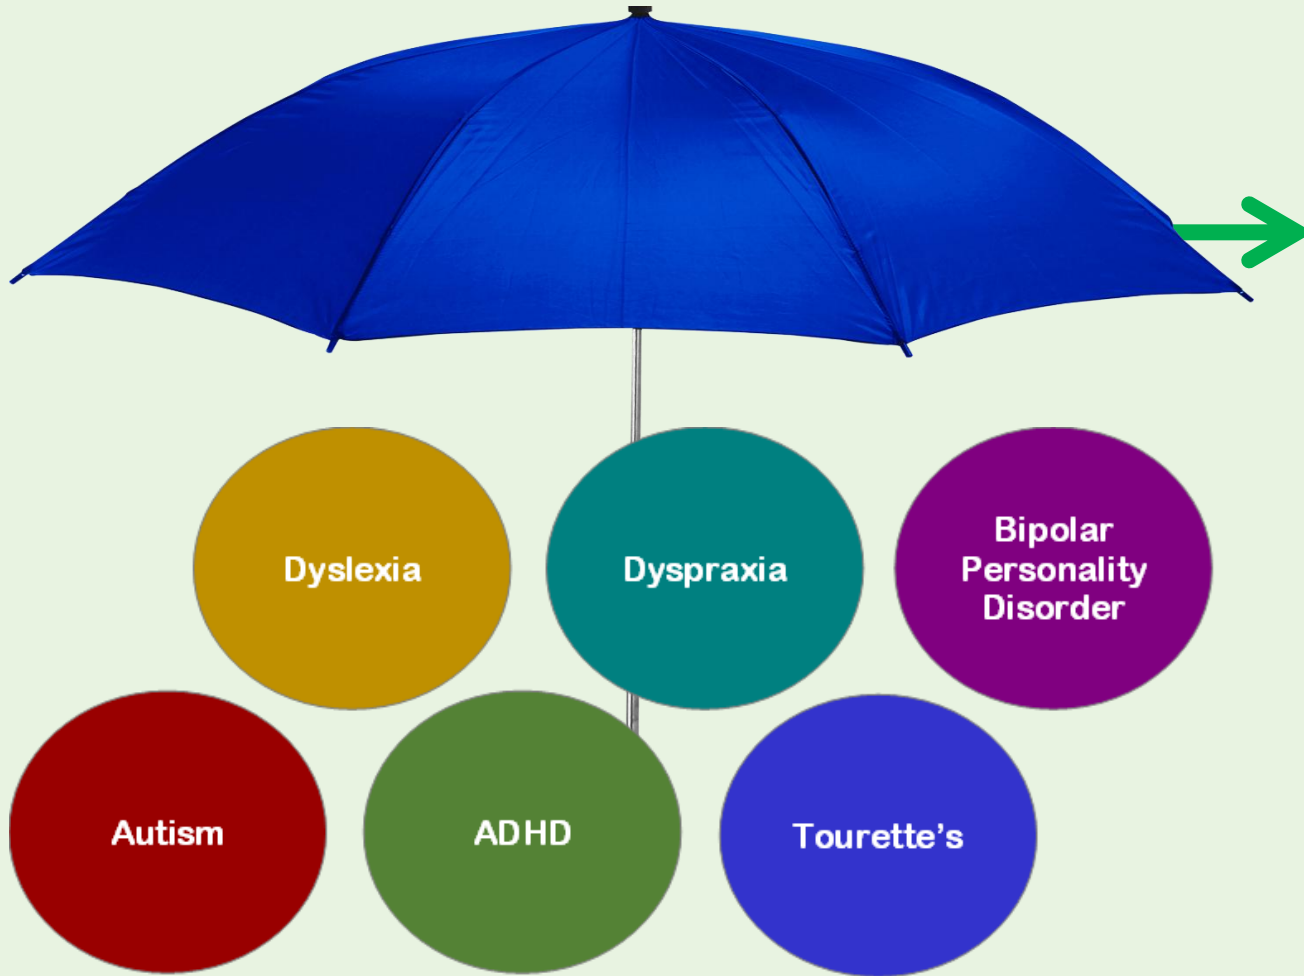 Dyslexia
Dyspraxia
Bipolar
Personality
Disorder
Autism
ADHD
Tourette’s